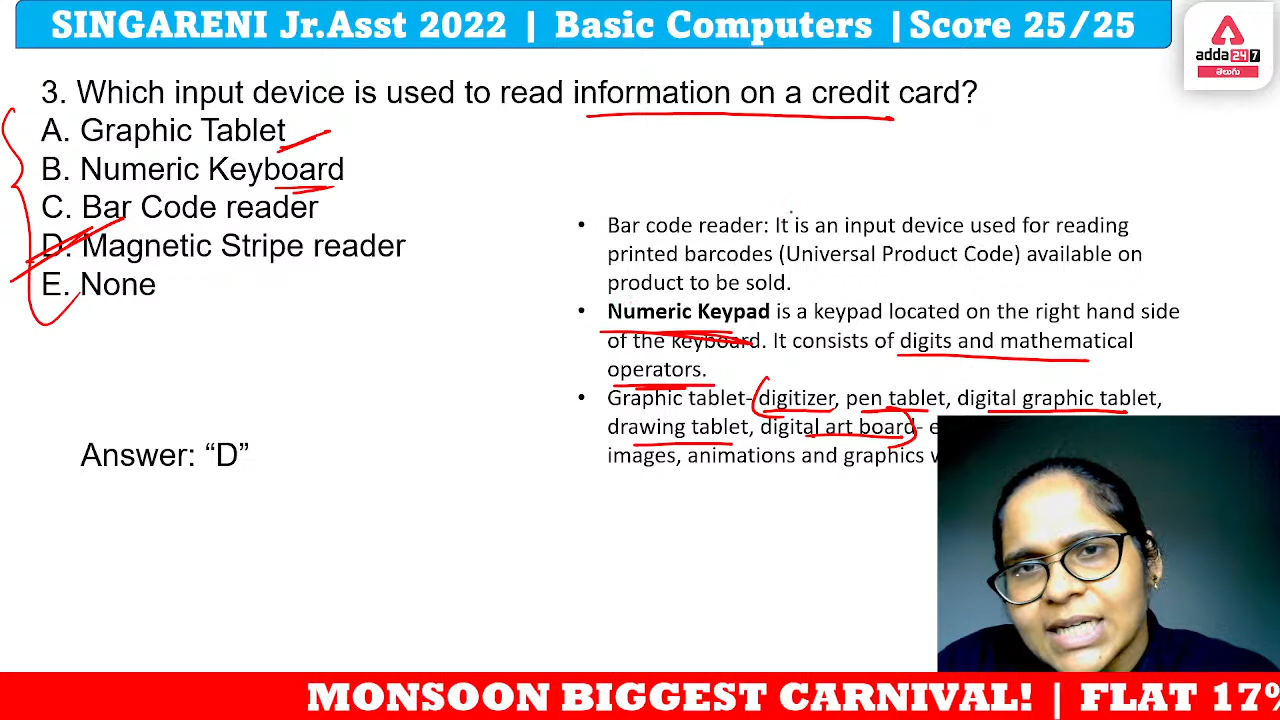 SINGARENI Jr.Asst 2022 | Basic Computers |Score 25/25
adda 247
తెలుగు
3. Which input device is used to read information on a credit card?
A. Graphic Tablet
B. Numeric Keyboard
C. Bar Code reader
D. Magnetic Stripe reader
E. None
Answer: “D”
• Bar code reader: It is an input device used for reading
printed barcodes (Universal Product Code) available on
product to be sold.
• Numeric Keypad is a keypad located on the right hand side
of the keyboard. It consists of digits and mathematical
operators.
• Graphic tablet- digitizer, pen tablet, digital graphic tablet,
drawing tablet, digital art board-
images, animations and graphics
MONSOON BIGGEST CARNIVAL! | FLAT 17%